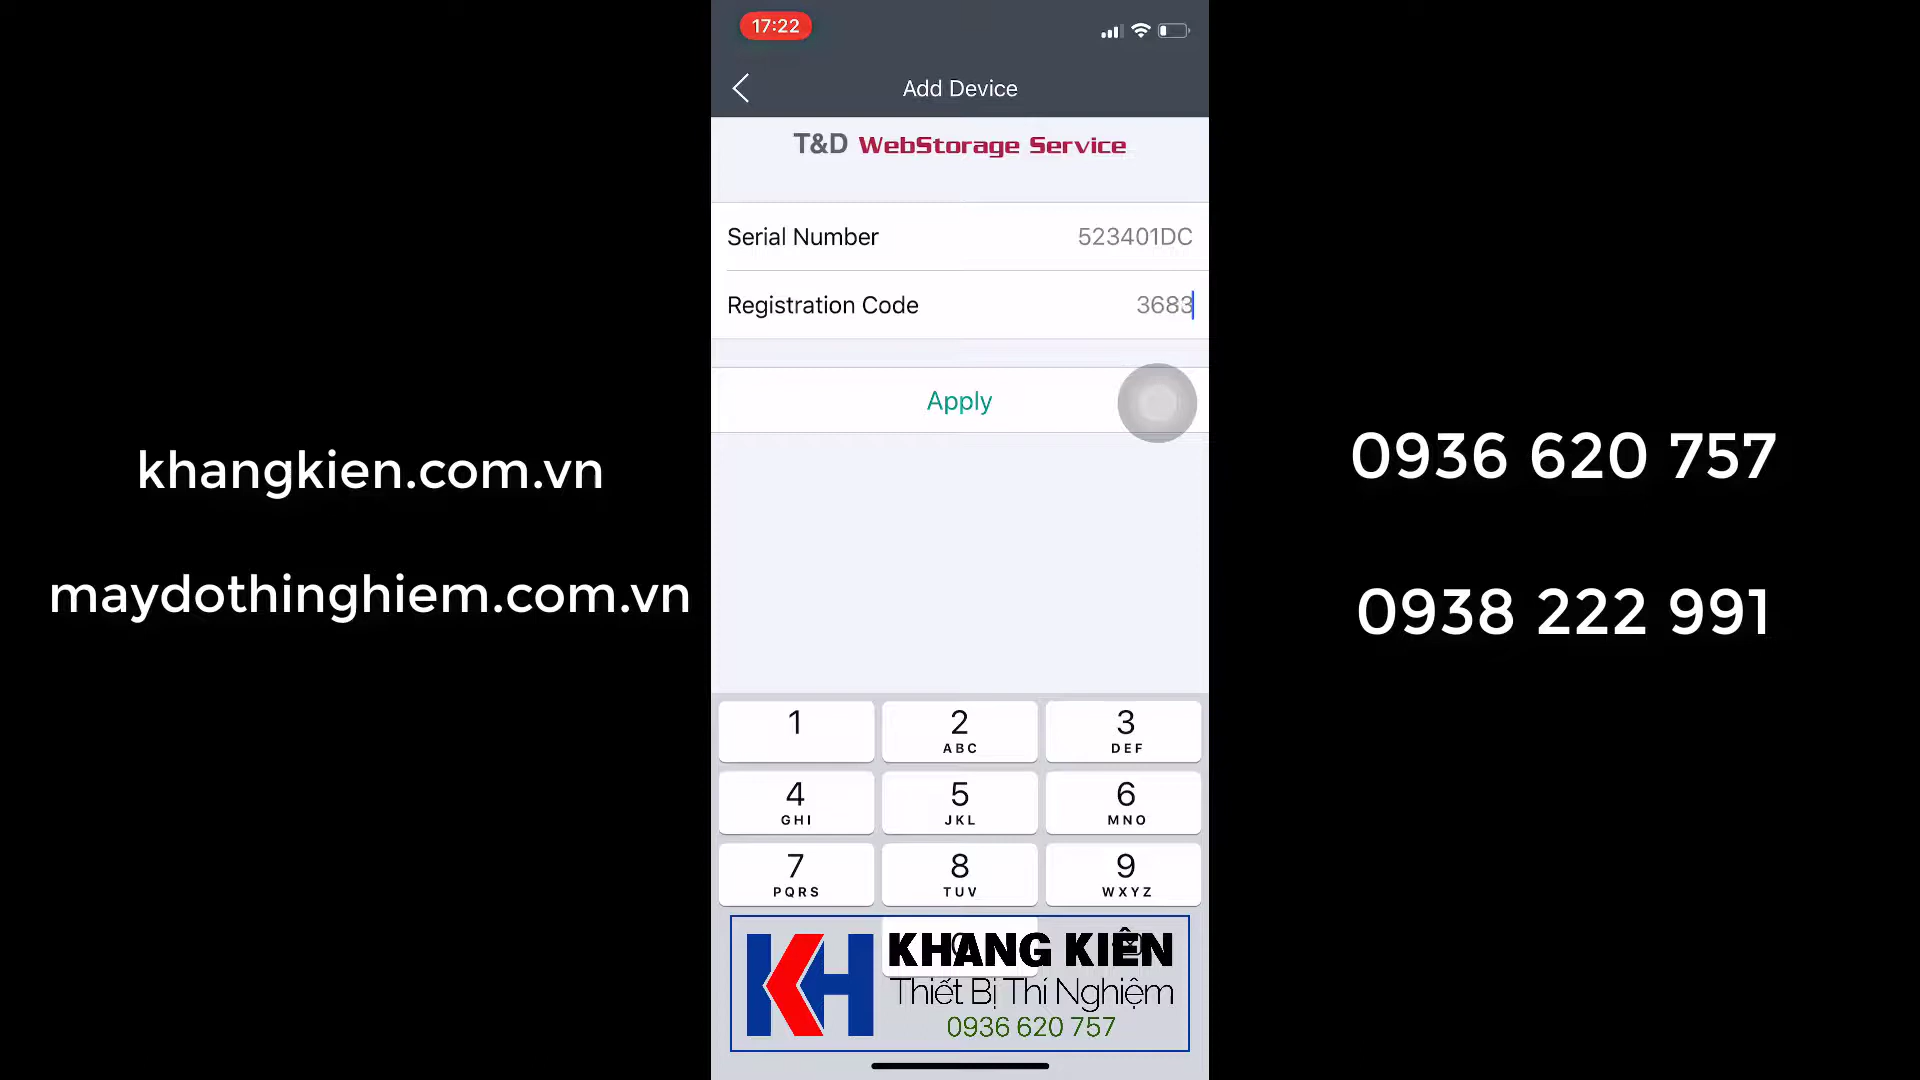 17:22
Add Device
T&D WebStorage Service
Serial Number 523401DC
Registration Code 3683
Apply
khangkien.com.vn
maydothinghiem.com.vn
0936 620 757
0938 222 991
1
2 ABC
3 DEF
4 GHI
5 JKL
6 MNO
7 PQRS
8 TUV
9 WXYZ
KH
KHANG KIÊN
Thiết Bị Thí Nghiệm
0936 620 757